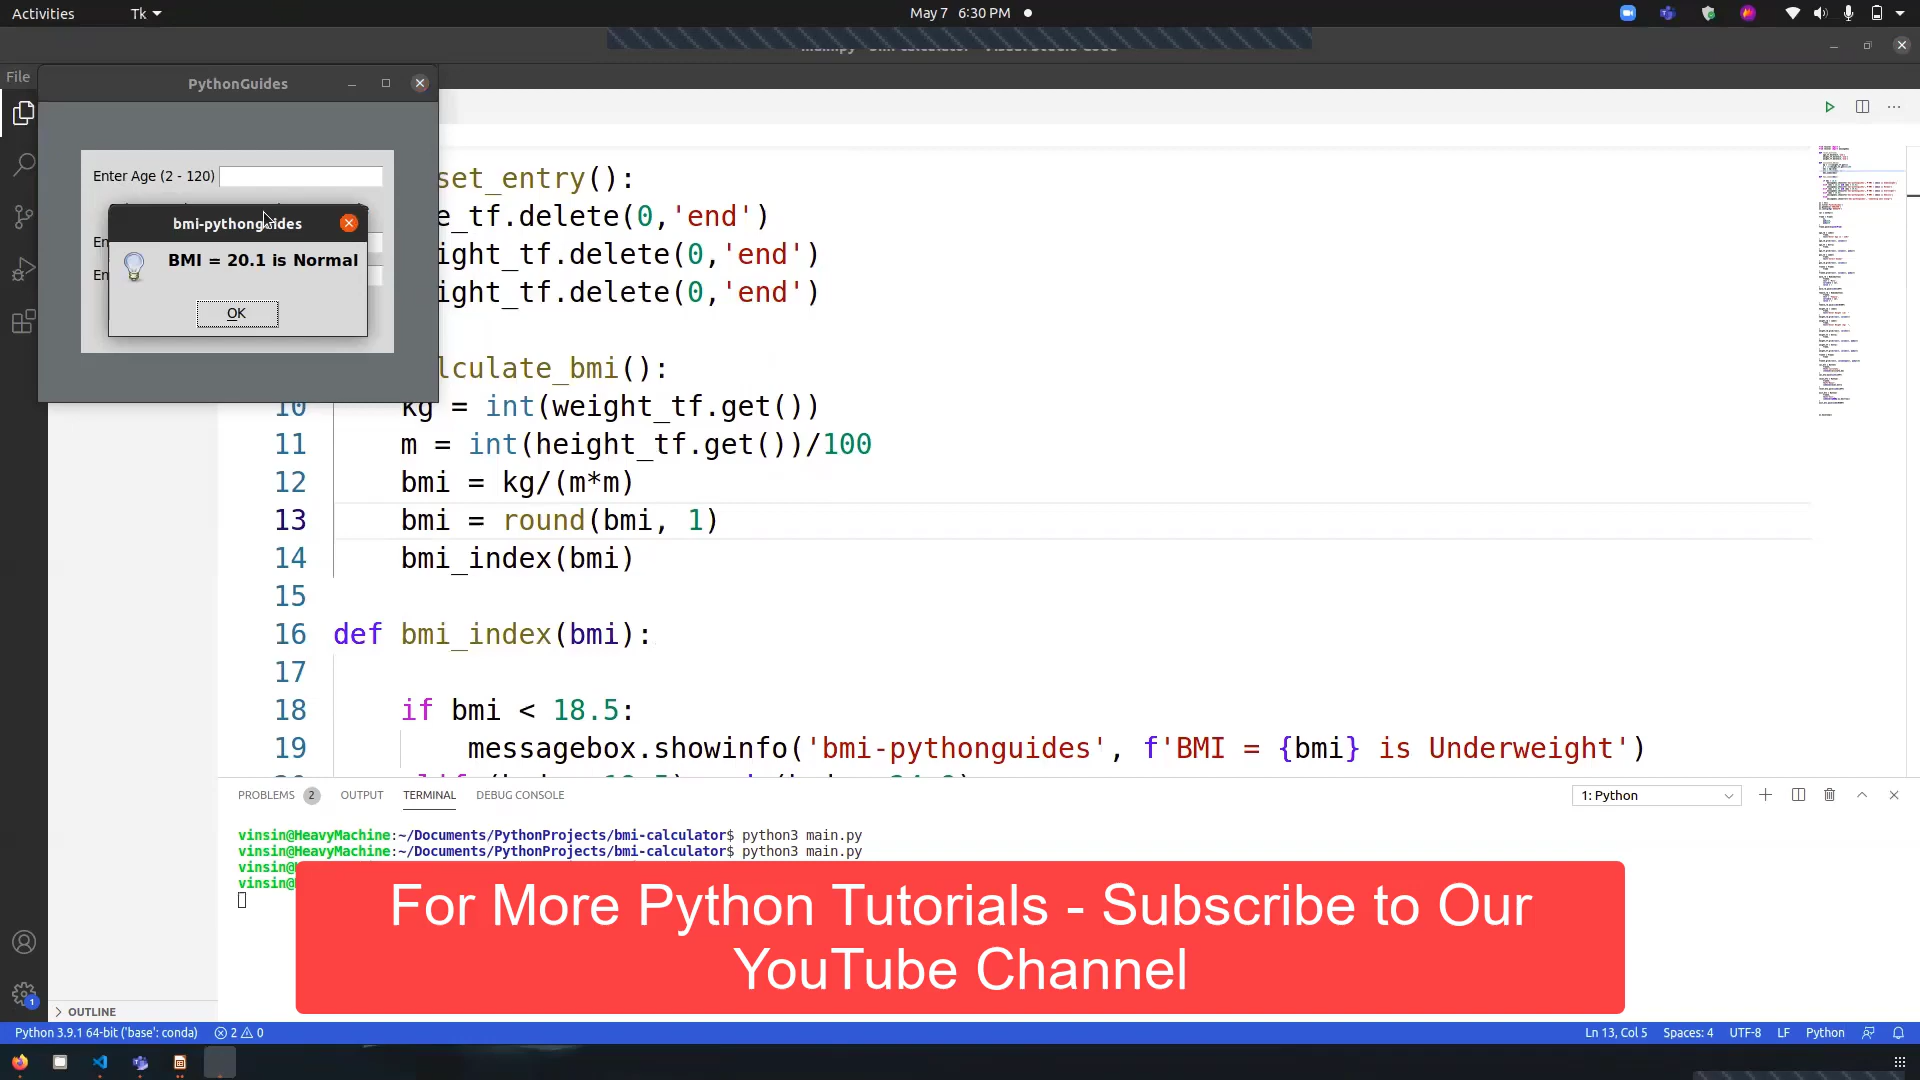 Activities
Tk
May 7 6:30 PM
File
PythonGuides
Enter Age (2 - 120)
bmi-pythonguides
BMI = 20.1 is Normal
OK
set_entry():
e_tf.delete(0,'end')
ight_tf.delete(0,'end')
ight_tf.delete(0,'end')
lculate_bmi():
10 kg = int(weight_tf.get())
11 m = int(height_tf.get())/100
12 bmi = kg/(m*m)
13 bmi = round(bmi, 1)
14 bmi_index(bmi)
15
16 def bmi_index(bmi):
17
18 if bmi < 18.5:
19 messagebox.showinfo('bmi-pythonguides', f'BMI = {bmi} is Underweight')
PROBLEMS 2 OUTPUT TERMINAL DEBUG CONSOLE
1: Python
vinsin@HeavyMachine:~/Documents/PythonProjects/bmi-calculator$ python3 main.py
vinsin@HeavyMachine:~/Documents/PythonProjects/bmi-calculator$ python3 main.py
vinsin@
vinsin@
For More Python Tutorials - Subscribe to Our
YouTube Channel
1
OUTLINE
Python 3.9.1 64-bit ('base': conda) 2 0
Ln 13, Col 5 Spaces: 4 UTF-8 LF Python